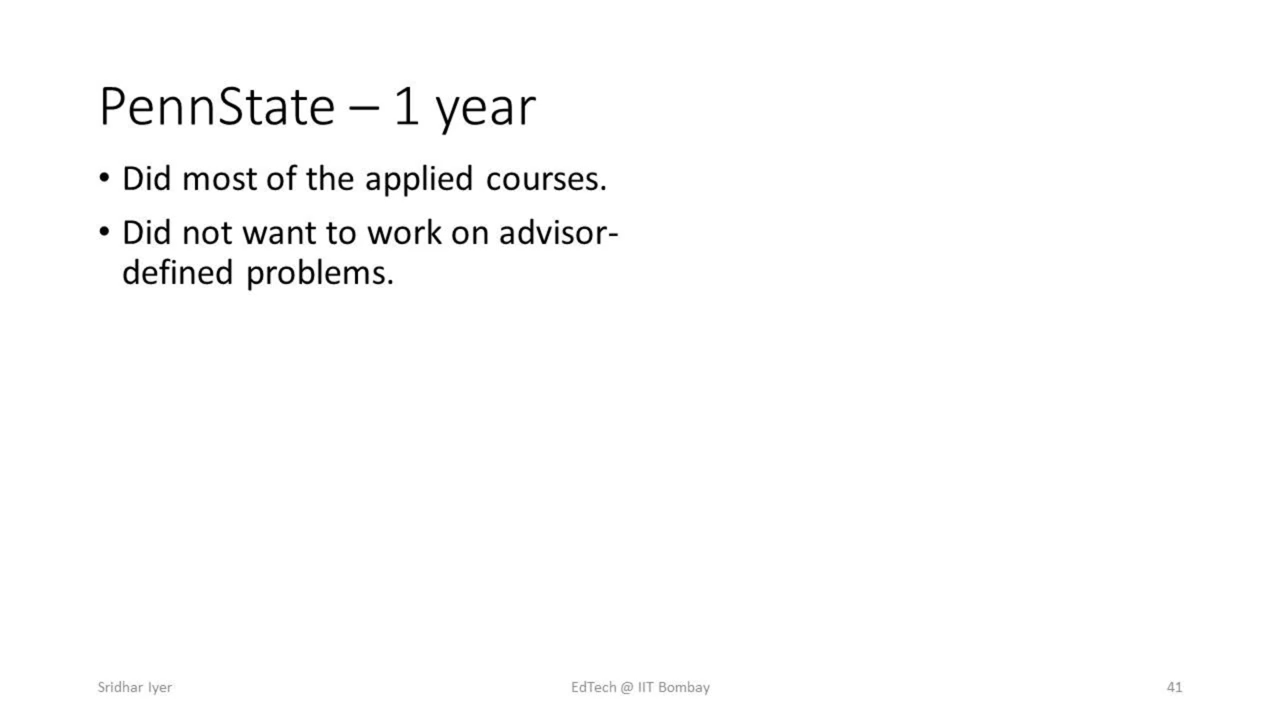 PennState – 1 year
• Did most of the applied courses.
• Did not want to work on advisor-
defined problems.
Sridhar Iyer
EdTech @ IIT Bombay
41